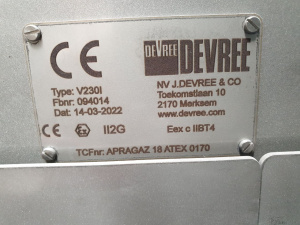 CE DEVREE DEVREE
Type: V230I NV J.DEVREE & CO
Fbnr: 094014 Toekomstlaan 10
Dat: 14-03-2022 2170 Merksem
www.devree.com
CE Ex II2G Eex c IIBT4
TCFnr: APRAGAZ 18 ATEX 0170